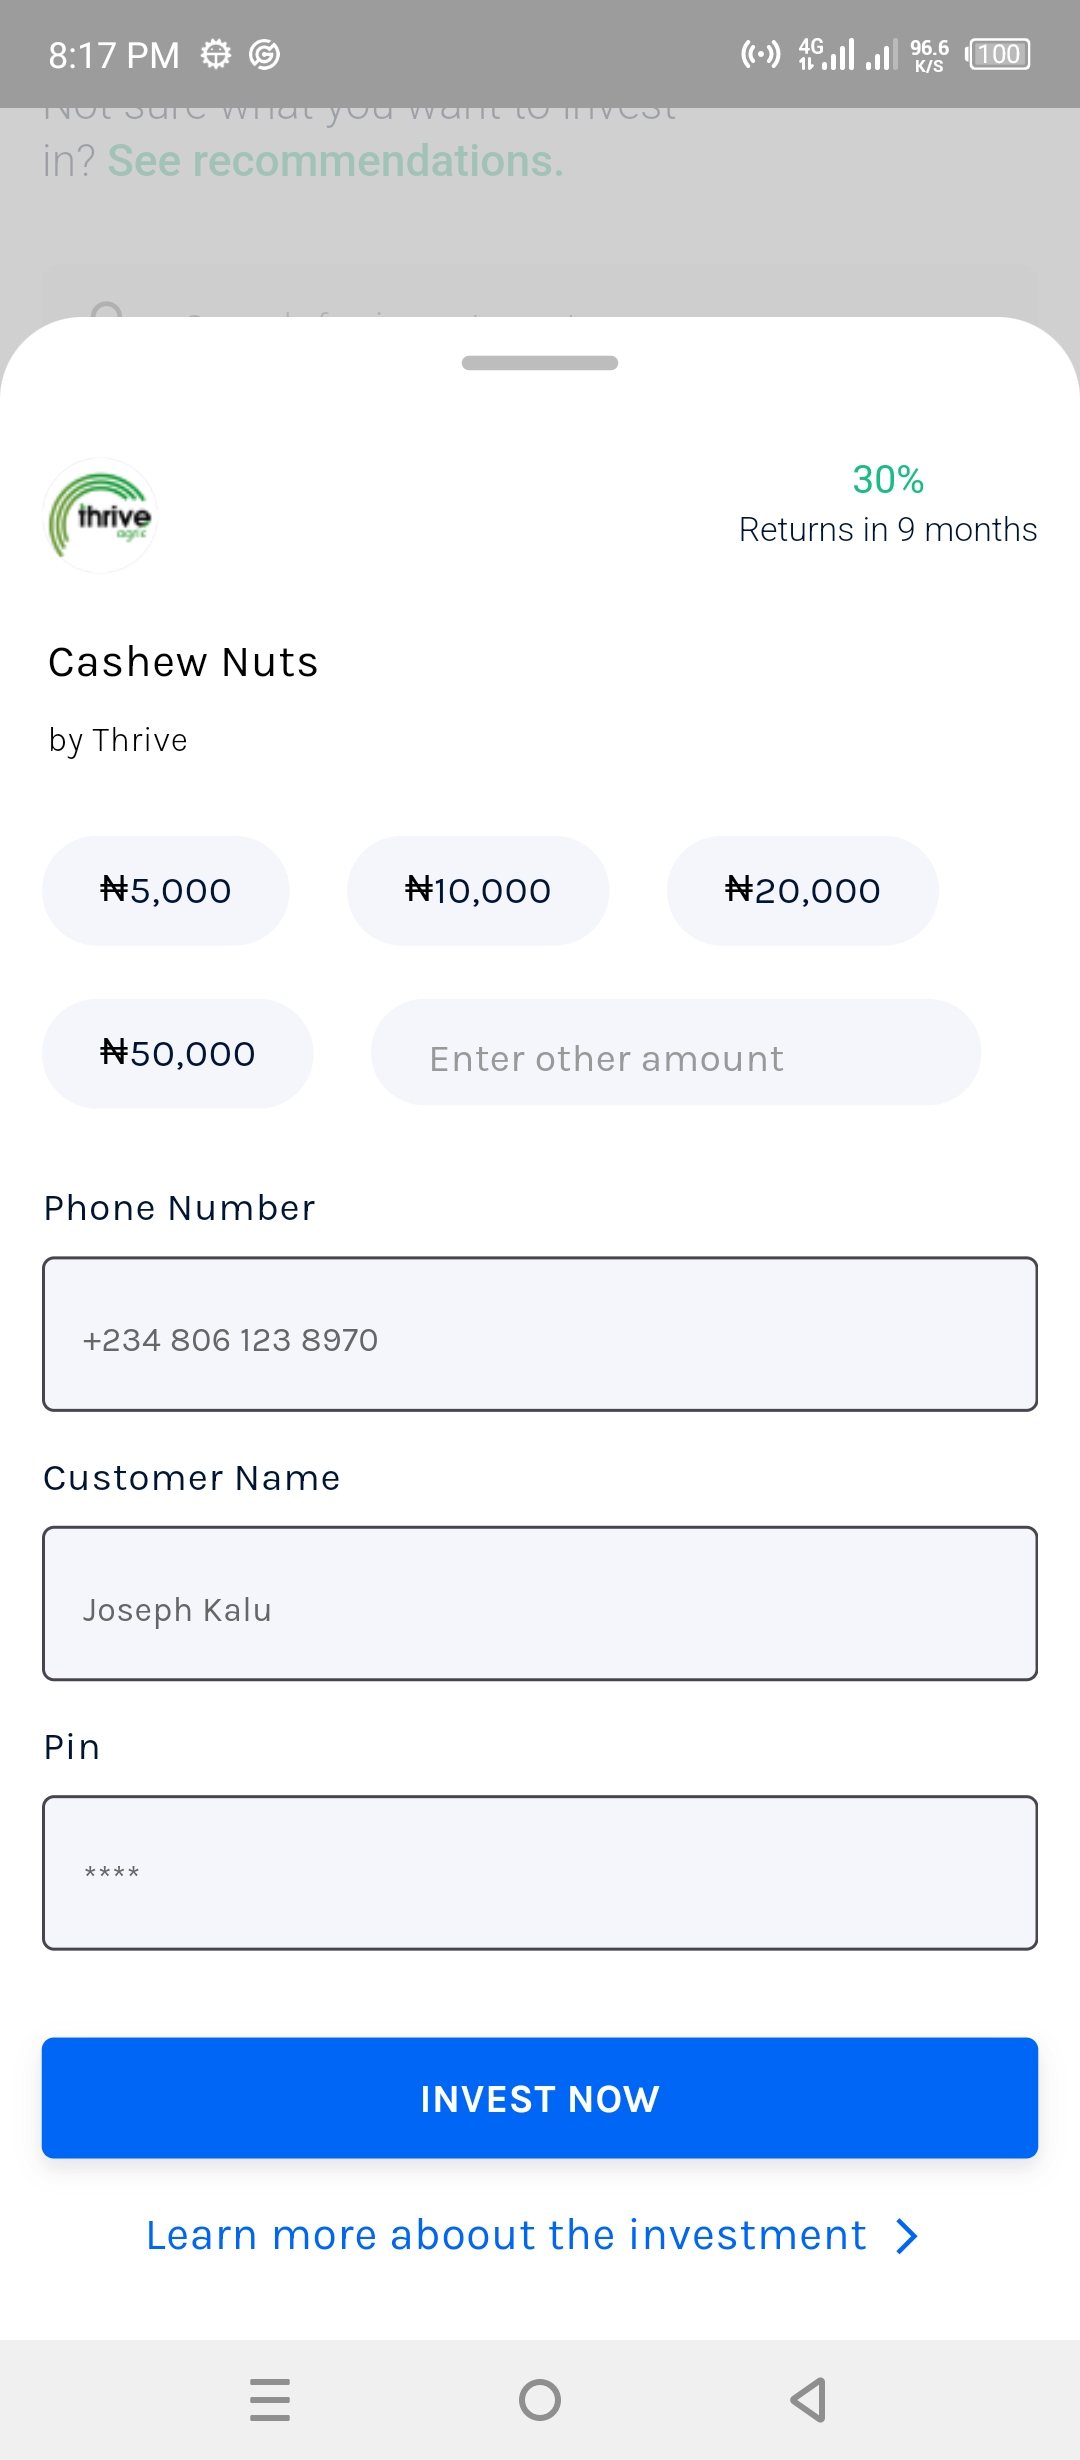 8:17 PM 4G 96.6 K/S 100
Not sure what you want to invest
in? See recommendations.
thrive
agric
30%
Returns in 9 months
Cashew Nuts
by Thrive
₦5,000 ₦10,000 ₦20,000
₦50,000 Enter other amount
Phone Number
+234 806 123 8970
Customer Name
Joseph Kalu
Pin
****
INVEST NOW
Learn more aboout the investment